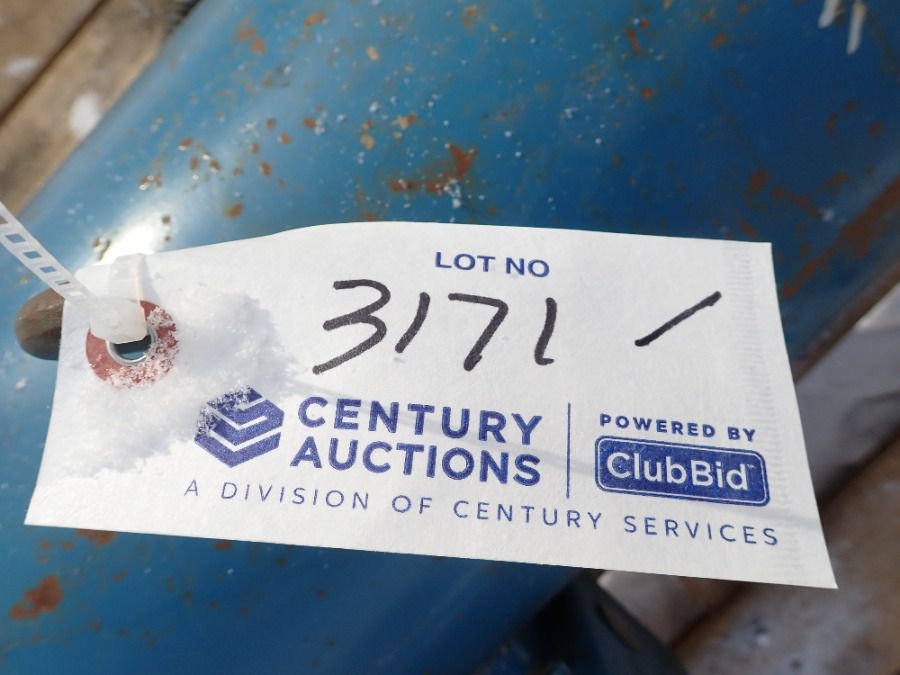 LOT NO
3171 /
CENTURY
AUCTIONS
A DIVISION OF CENTURY SERVICES
POWERED BY
ClubBid